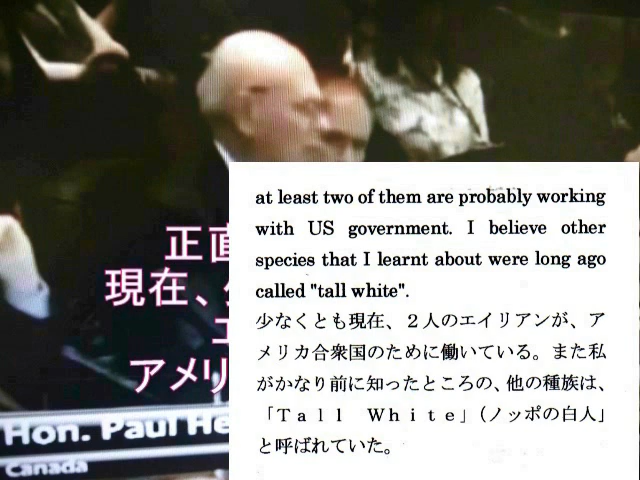 正直
現在、
エ
アメリ
Hon. Paul He
Canada
at least two of them are probably working
with US government. I believe other
species that I learnt about were long ago
called "tall white".
少なくとも現在、２人のエイリアンが、ア
メリカ合衆国のために働いている。また私
がかなり前に知ったところの、他の種族は、
「Ｔａｌｌ　Ｗｈｉｔｅ」（ノッポの白人）
と呼ばれていた。